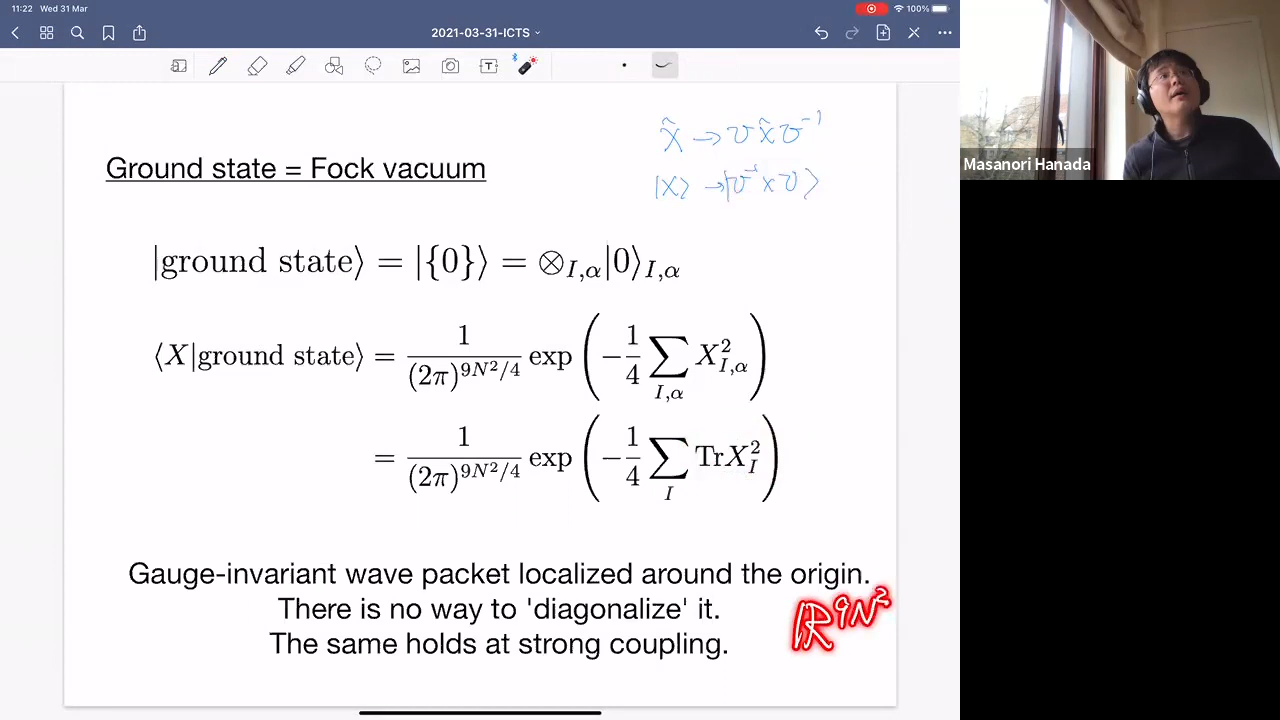 11:22 Wed 31 Mar
100%
2021-03-31-ICTS
X̂ → U X̂ U⁻¹
|X⟩ → |U⁻¹ X U⟩
Ground state = Fock vacuum
|ground state⟩ = |{0}⟩ = ⊗_{I,α}|0⟩_{I,α}
⟨X|ground state⟩ = 1/(2π)^{9N²/4} exp(−1/4 ∑_{I,α} X²_{I,α})
= 1/(2π)^{9N²/4} exp(−1/4 ∑_I TrX_I²)
Gauge-invariant wave packet localized around the origin.
There is no way to 'diagonalize' it.
The same holds at strong coupling.
ℝ^{9N²}
Masanori Hanada